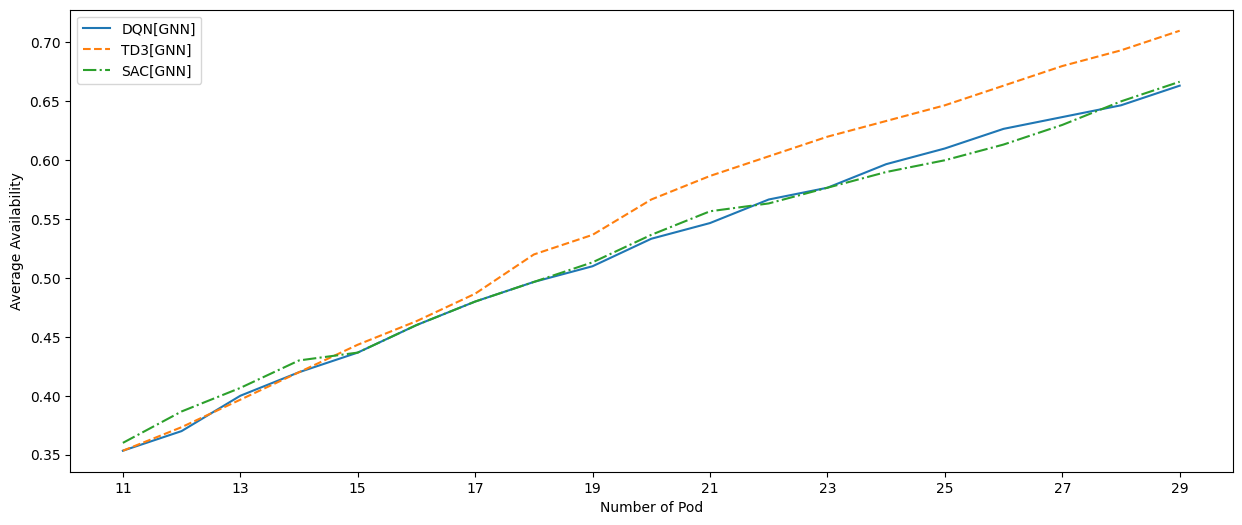 DQN[GNN]
TD3[GNN]
SAC[GNN]
0.70
0.65
0.60
0.55
0.50
0.45
0.40
0.35
Average Availability
11 13 15 17 19 21 23 25 27 29
Number of Pod